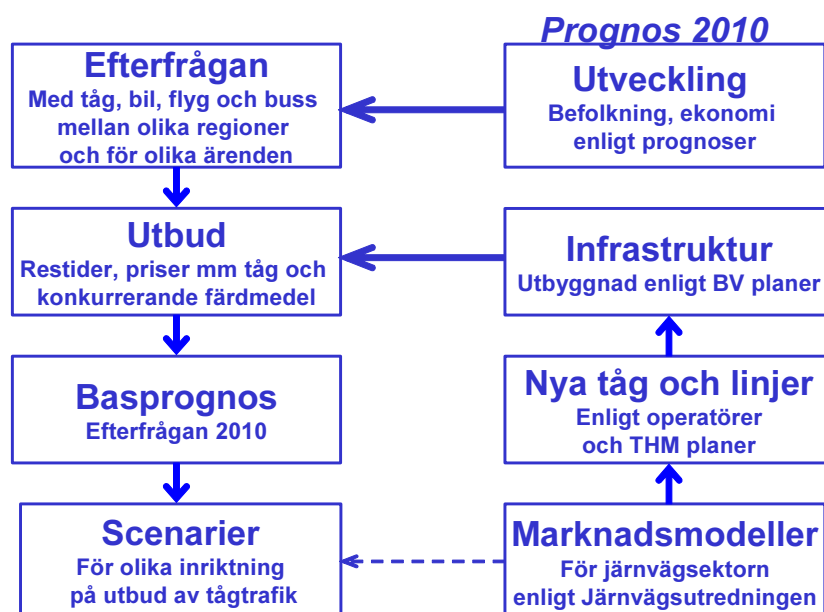 Prognos 2010
Efterfrågan
Med tåg, bil, flyg och buss
mellan olika regioner
och för olika ärenden
Utveckling
Befolkning, ekonomi
enligt prognoser
Utbud
Restider, priser mm tåg och
konkurrerande färdmedel
Infrastruktur
Utbyggnad enligt BV planer
Basprognos
Efterfrågan 2010
Nya tåg och linjer
Enligt operatörer
och THM planer
Scenarier
För olika inriktning
på utbud av tågtrafik
Marknadsmodeller
För järnvägsektorn
enligt Järnvägsutredningen